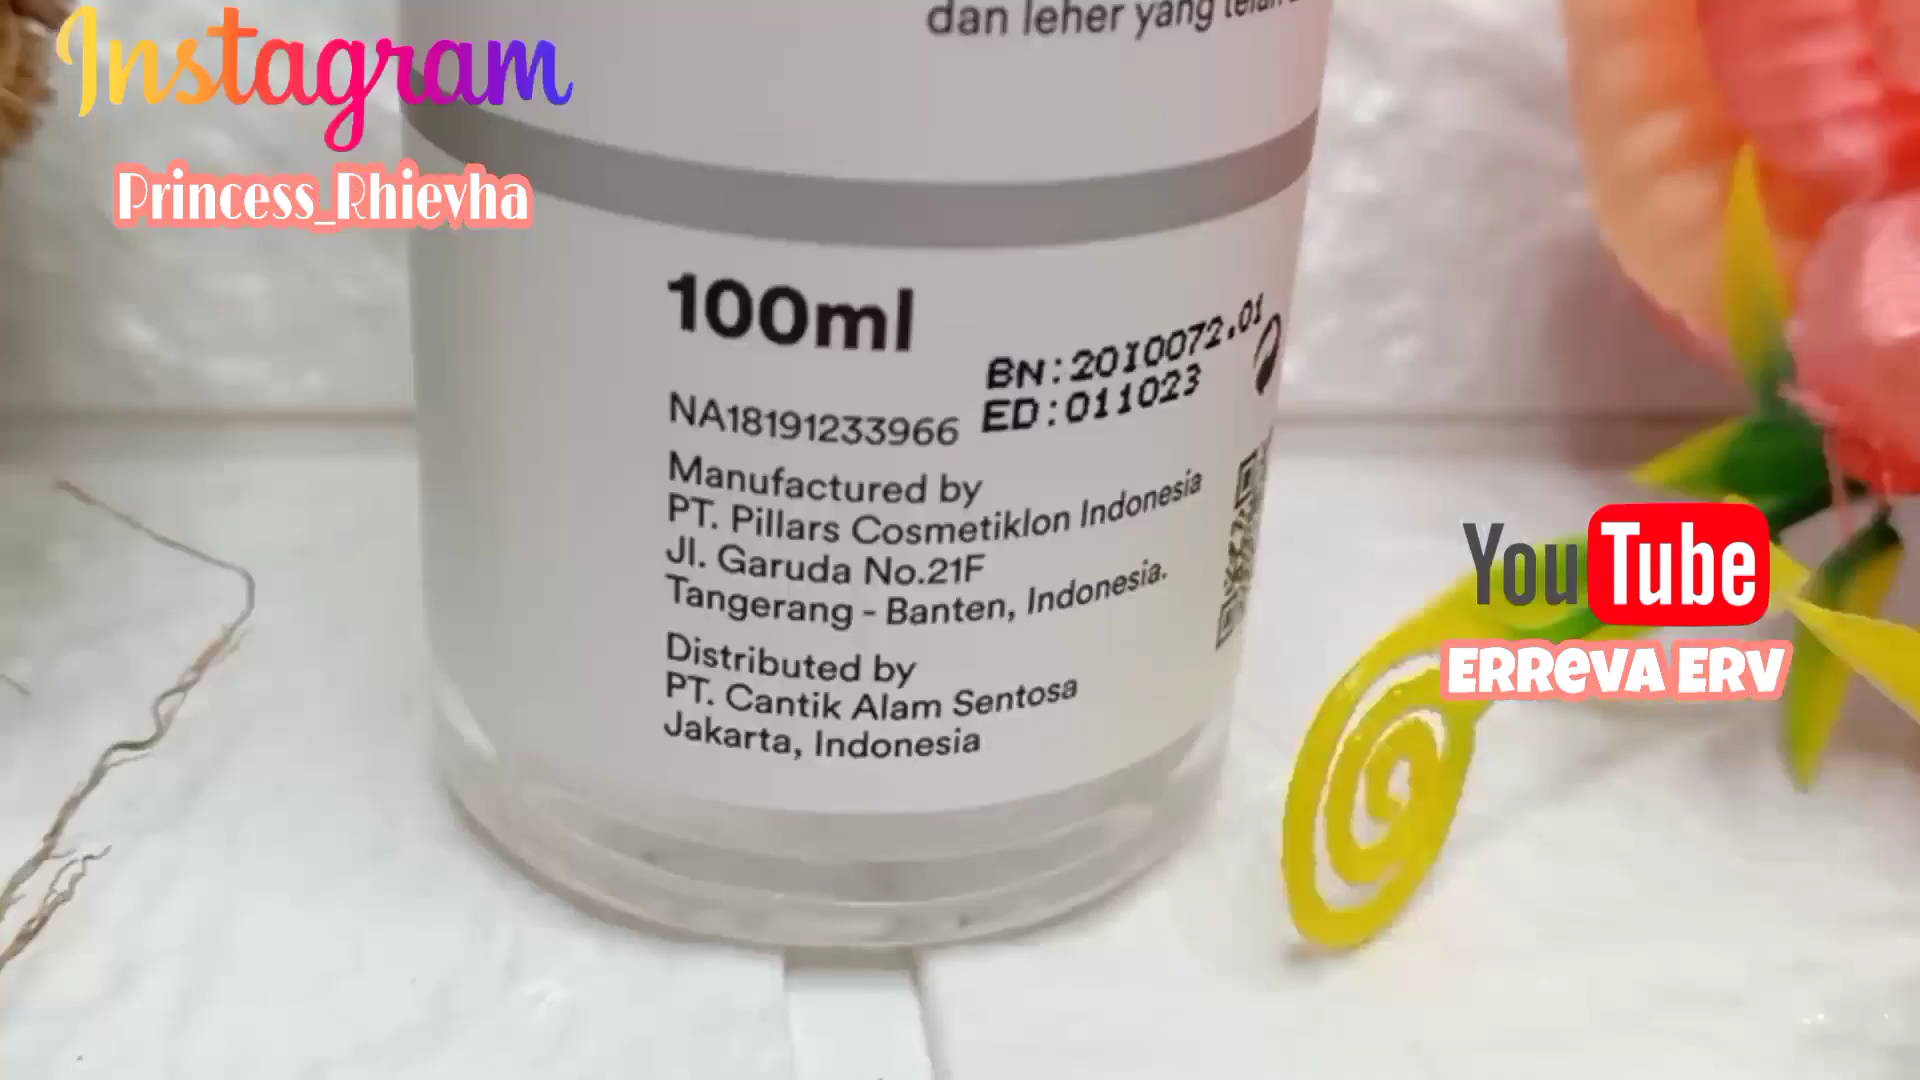 Instagram
Princess_Rhievha
dan leher yang
100ml
BN:20I0072.01
ED:011023
NA18191233966
Manufactured by
PT. Pillars Cosmetiklon Indonesia
Jl. Garuda No.21F
Tangerang - Banten, Indonesia.
Distributed by
PT. Cantik Alam Sentosa
Jakarta, Indonesia
YouTube
ERReVA ERV